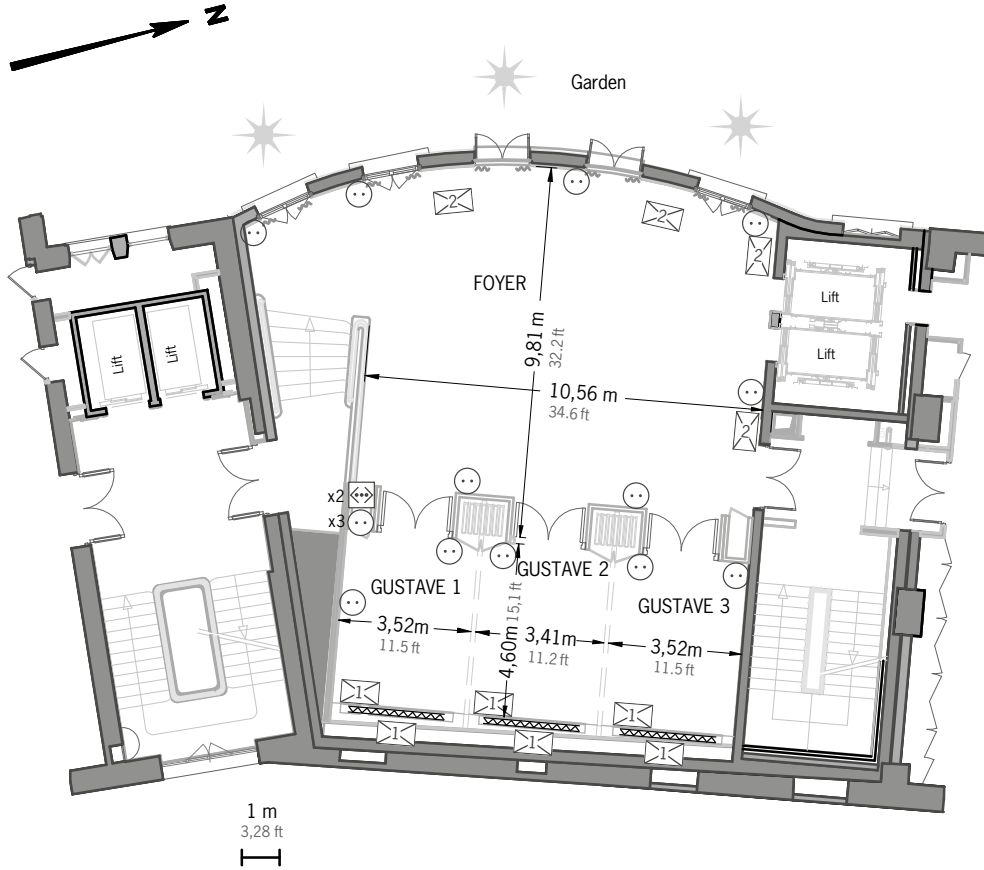 N
Garden
2
2
2
FOYER
Lift
Lift
Lift
Lift
9,81 m
32.2 ft
10,56 m
34.6 ft
2
x2
x3
GUSTAVE 1
GUSTAVE 2
GUSTAVE 3
3,52m
11.5 ft
4,60m
15,1 ft
3,41m
11.2 ft
3,52m
11.5 ft
1
1
1
1
1
1
1 m
3,28 ft